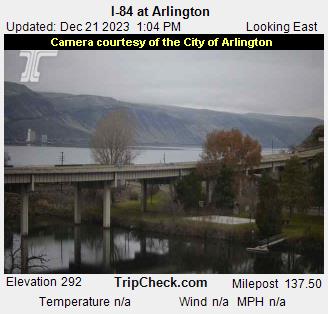 I-84 at Arlington
Updated: Dec 21 2023 1:04 PM Looking East
Camera courtesy of the City of Arlington
Elevation 292 TripCheck.com Milepost 137.50
Temperature n/a Wind n/a MPH n/a